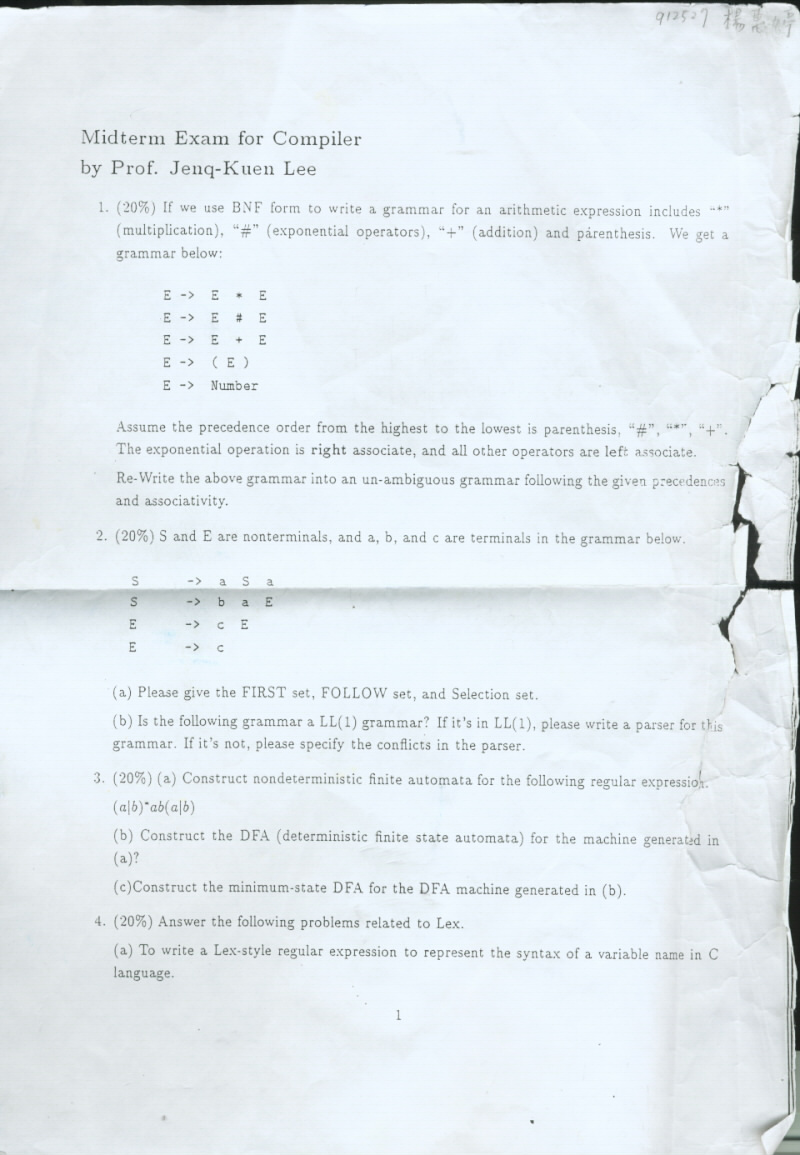 912527 楊惠婷
Midterm Exam for Compiler
by Prof. Jenq-Kuen Lee
1. (20%) If we use BNF form to write a grammar for an arithmetic expression includes "*"
(multiplication), "#" (exponential operators), "+" (addition) and parenthesis. We get a
grammar below:
E -> E * E
E -> E # E
E -> E + E
E -> ( E )
E -> Number
Assume the precedence order from the highest to the lowest is parenthesis, "#", "*", "+".
The exponential operation is right associate, and all other operators are left associate.
Re-Write the above grammar into an un-ambiguous grammar following the given precedences
and associativity.
2. (20%) S and E are nonterminals, and a, b, and c are terminals in the grammar below.
S -> a S a
S -> b a E
E -> c E
E -> c
(a) Please give the FIRST set, FOLLOW set, and Selection set.
(b) Is the following grammar a LL(1) grammar? If it's in LL(1), please write a parser for this
grammar. If it's not, please specify the conflicts in the parser.
3. (20%) (a) Construct nondeterministic finite automata for the following regular expression.
(a|b)*ab(a|b)
(b) Construct the DFA (deterministic finite state automata) for the machine generated in
(a)?
(c)Construct the minimum-state DFA for the DFA machine generated in (b).
4. (20%) Answer the following problems related to Lex.
(a) To write a Lex-style regular expression to represent the syntax of a variable name in C
language.
1